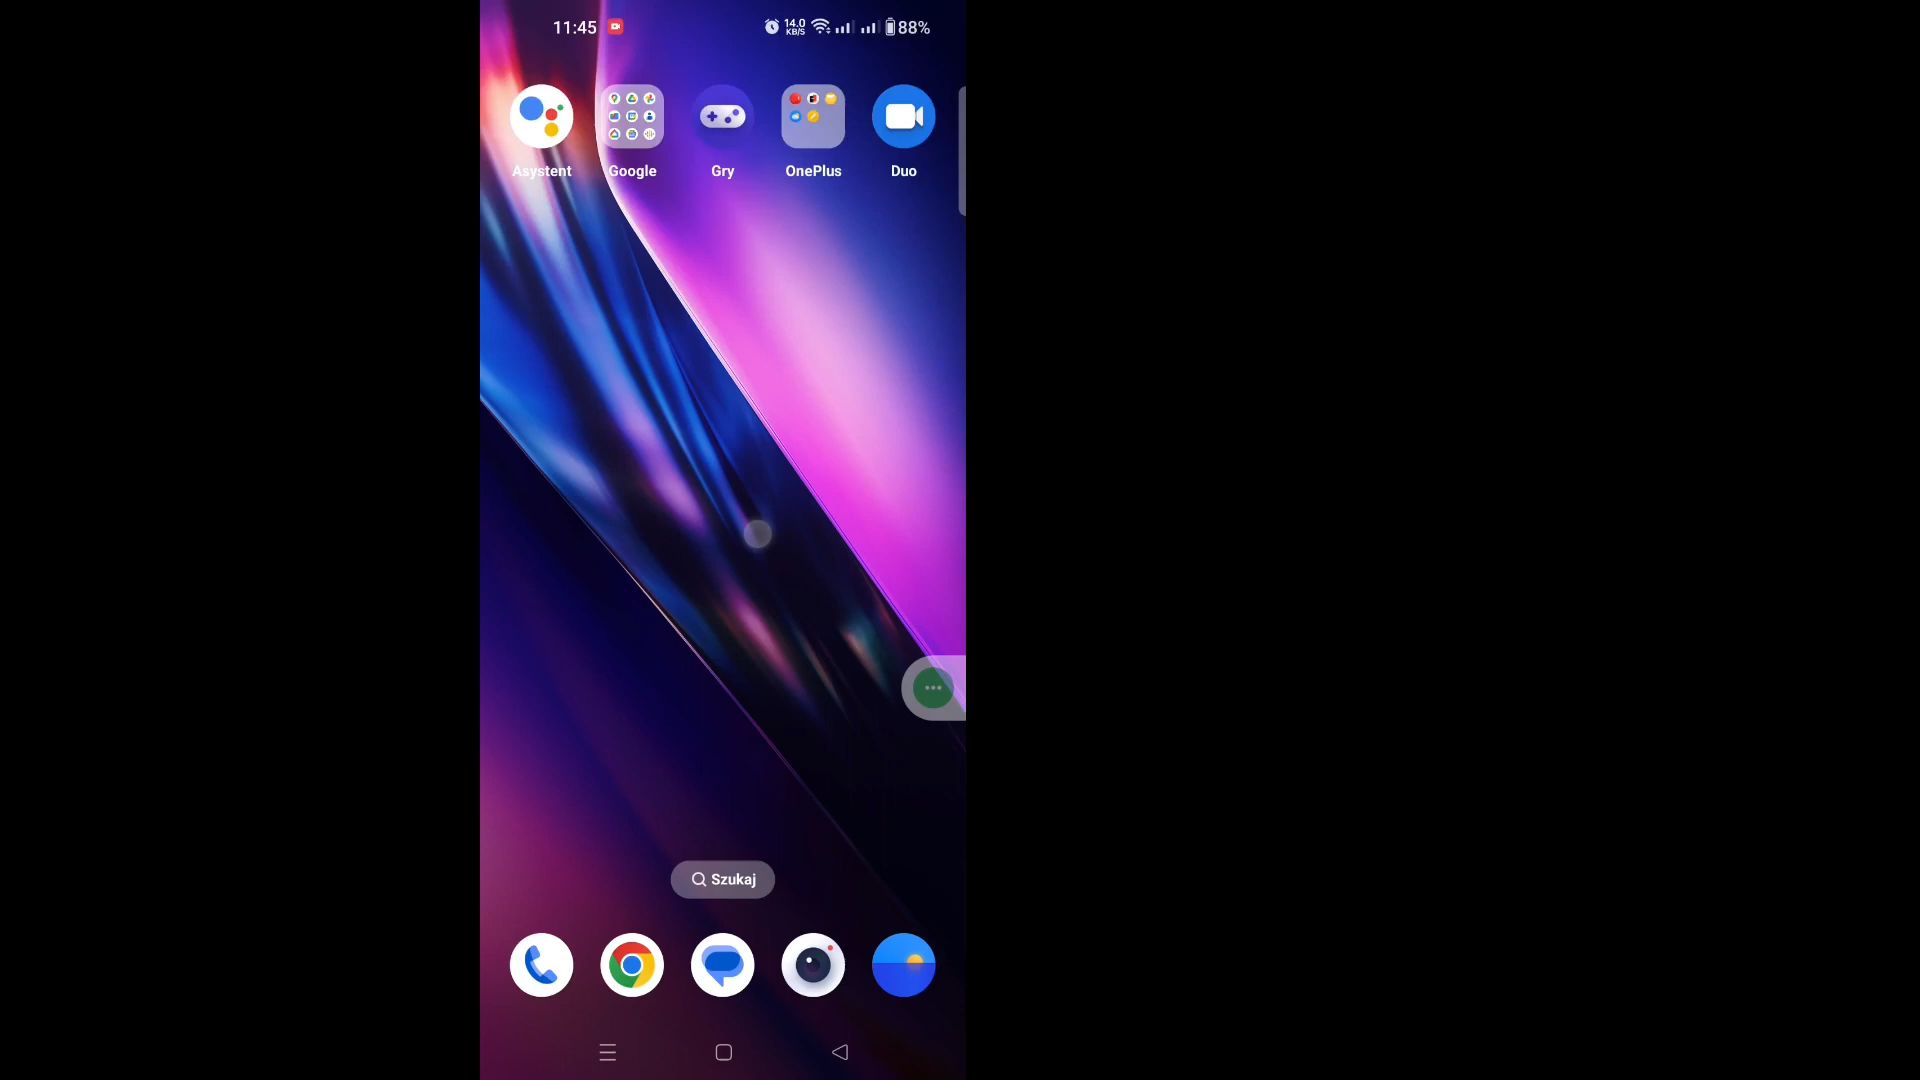 11:45
14.0
KB/S
88%
Asystent
Google
Gry
OnePlus
Duo
Szukaj